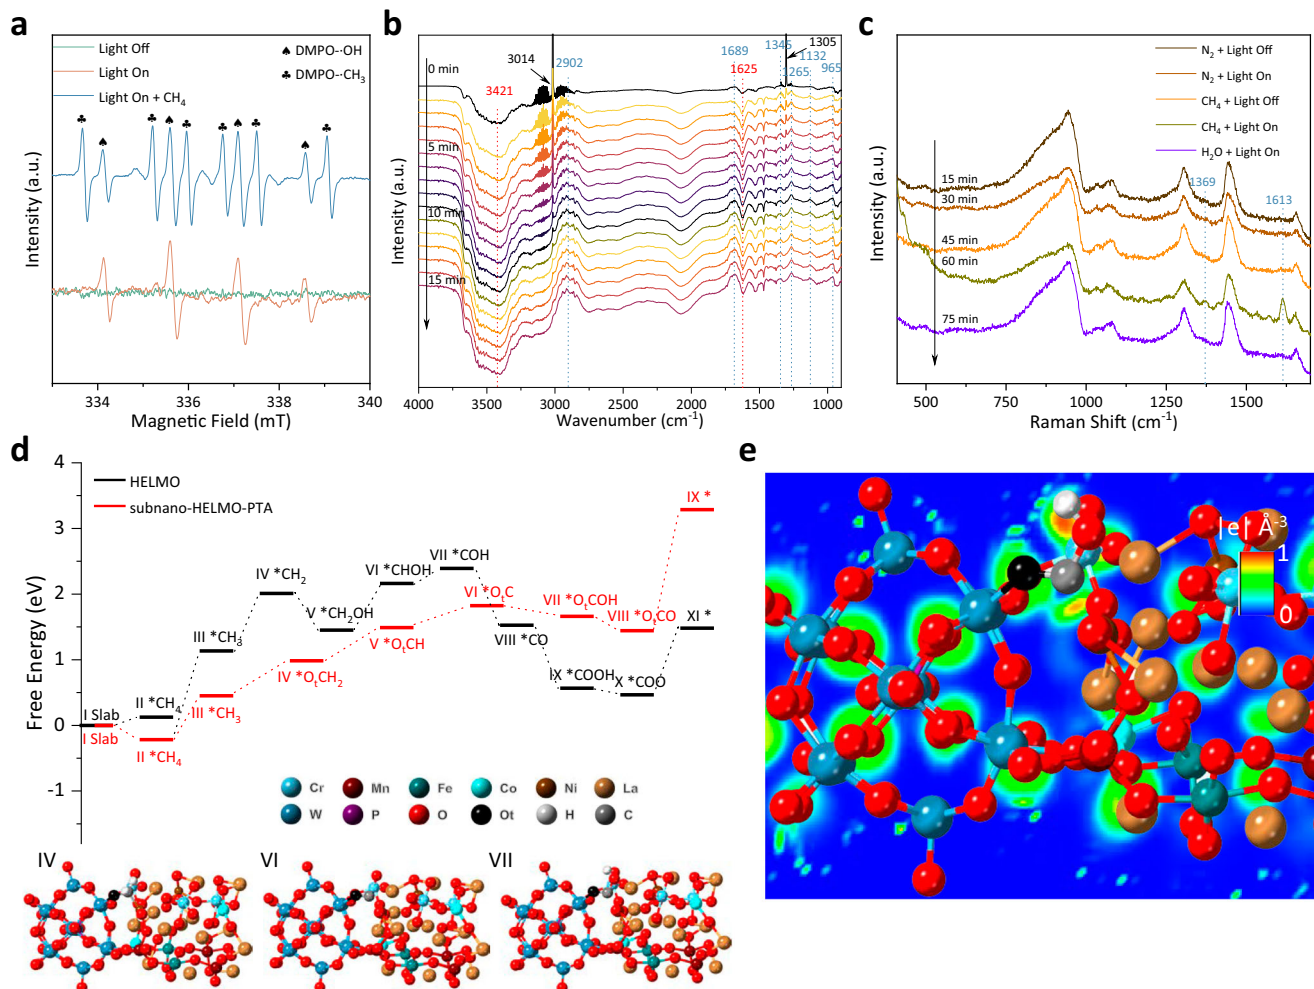 a
Light Off
Light On
Light On + CH4
♠ DMPO-·OH
♣ DMPO-·CH3
Intensity (a.u.)
334
336
338
340
Magnetic Field (mT)
b
0 min
5 min
10 min
15 min
3421
3014
2902
1689
1625
1345
1305
1265
1132
965
Intensity (a.u.)
4000
3500
3000
2500
2000
1500
1000
Wavenumber (cm-1)
c
N2 + Light Off
N2 + Light On
CH4 + Light Off
CH4 + Light On
H2O + Light On
15 min
30 min
45 min
60 min
75 min
1369
1613
Intensity (a.u.)
500
1000
1500
Raman Shift (cm-1)
d
HELMO
subnano-HELMO-PTA
Free Energy (eV)
4
3
2
1
0
-1
I Slab
II *CH4
III *CH3
IV *CH2
V *CH2OH
VI *CHOH
VII *COH
VIII *CO
IX *COOH
X *COO
XI *
I Slab
II *CH4
III *CH3
IV *OtCH2
V *OtCH
VI *OtC
VII *OtCOH
VIII *OtCO
IX *
Cr
Mn
Fe
Co
Ni
La
W
P
O
Ot
H
C
IV
VI
VII
e
|e| Å-3
1
0